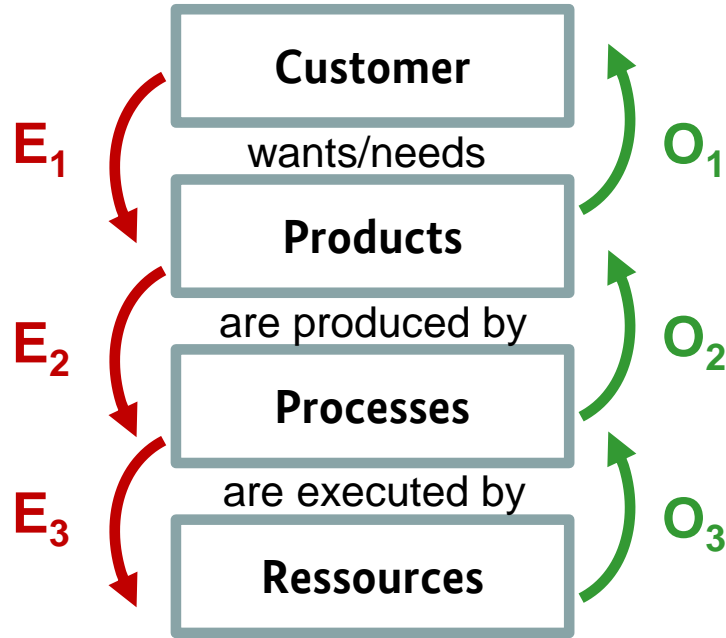 Customer
E₁ wants/needs O₁
Products
E₂ are produced by O₂
Processes
E₃ are executed by O₃
Ressources